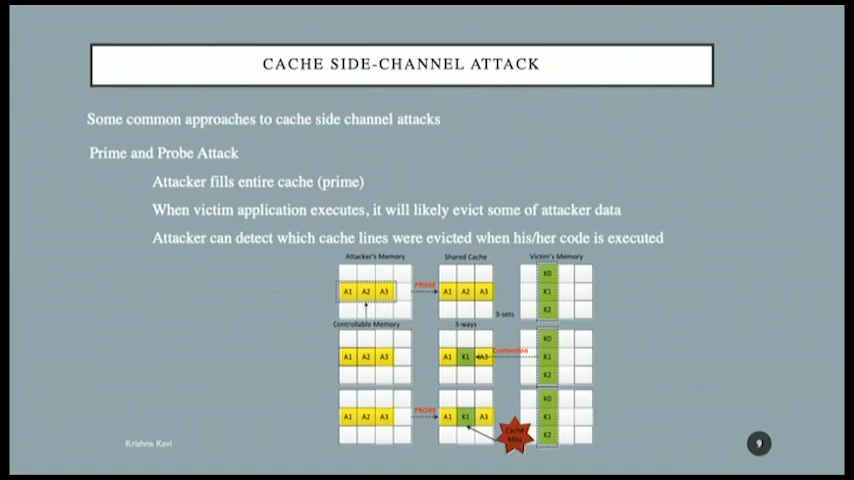 CACHE SIDE-CHANNEL ATTACK
Some common approaches to cache side channel attacks
Prime and Probe Attack
Attacker fills entire cache (prime)
When victim application executes, it will likely evict some of attacker data
Attacker can detect which cache lines were evicted when his/her code is executed
Attacker's Memory Shared Cache Victim's Memory
K0
A1 A2 A3 PRIME A1 A2 A3 K1
K2
3-sets
Controllable Memory 3-ways
K0
Contention
A1 A2 A3 A1 K1 A3 K1
K2
K0
PROBE
A1 A2 A3 A1 K1 A3 K1
Cache
Miss
K2
Krishna Kavi
9